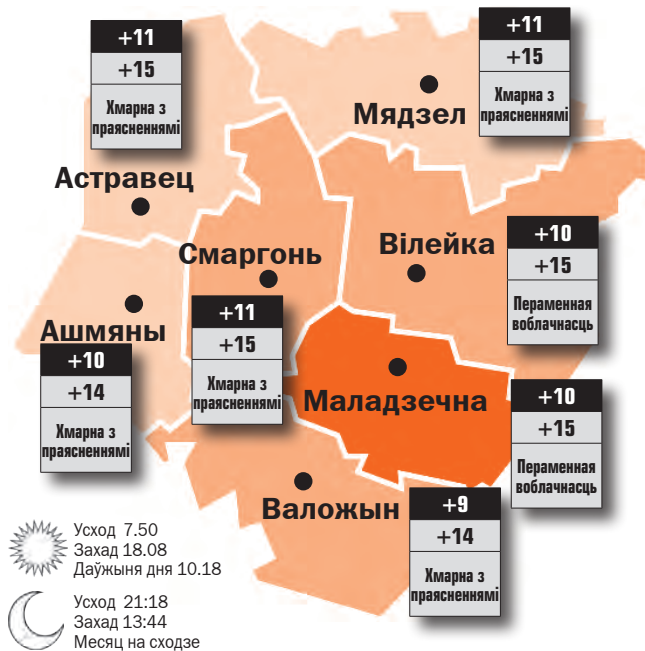 +11
+15
Хмарна з
праясненнямі
Астравец
+11
+15
Хмарна з
праясненнямі
Мядзел
Смаргонь
+11
+15
Хмарна з
праясненнямі
Вілейка
+10
+15
Пераменная
воблачнасць
Ашмяны
+10
+14
Хмарна з
праясненнямі
Маладзечна
+10
+15
Пераменная
воблачнасць
Валожын
+9
+14
Хмарна з
праясненнямі
Усход 7.50
Захад 18.08
Даўжыня дня 10.18
Усход 21:18
Захад 13:44
Месяц на сходзе